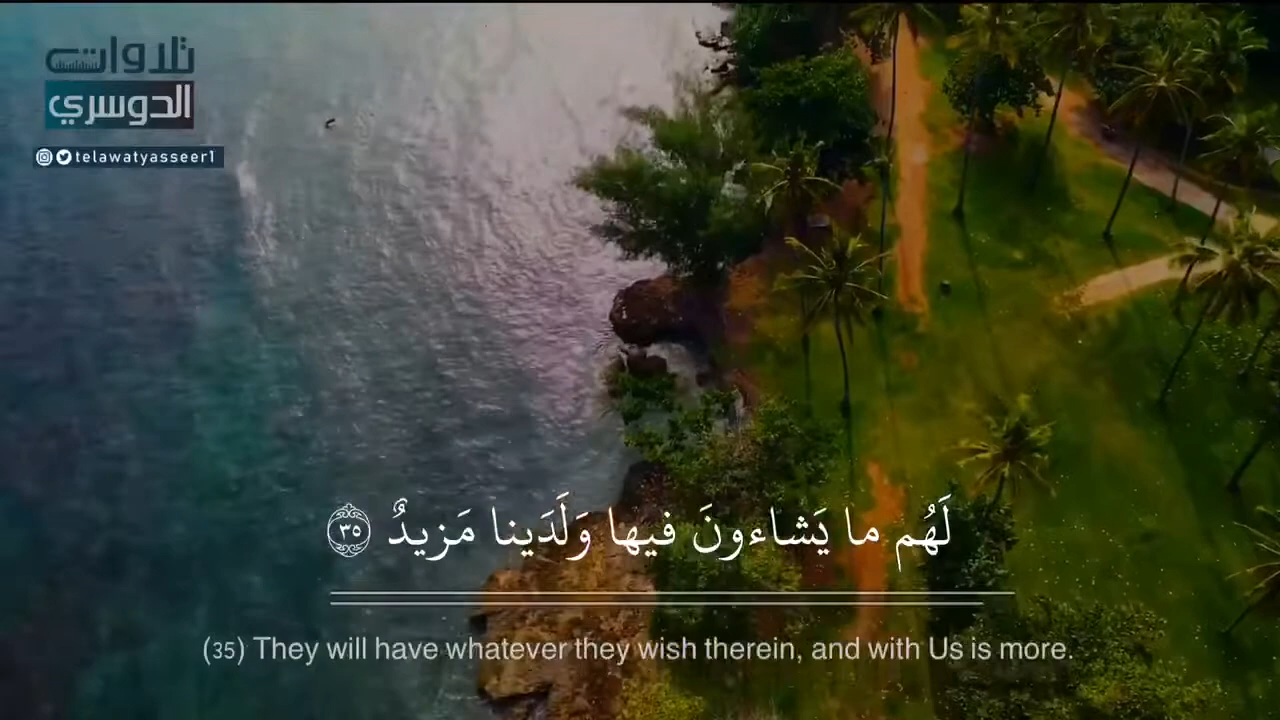 تلاوات
الدوسري
telawatyasseer1
لَهُم ما يَشاءونَ فيها وَلَدَينا مَزيدٌ ﴿٣٥﴾
(35) They will have whatever they wish therein, and with Us is more.